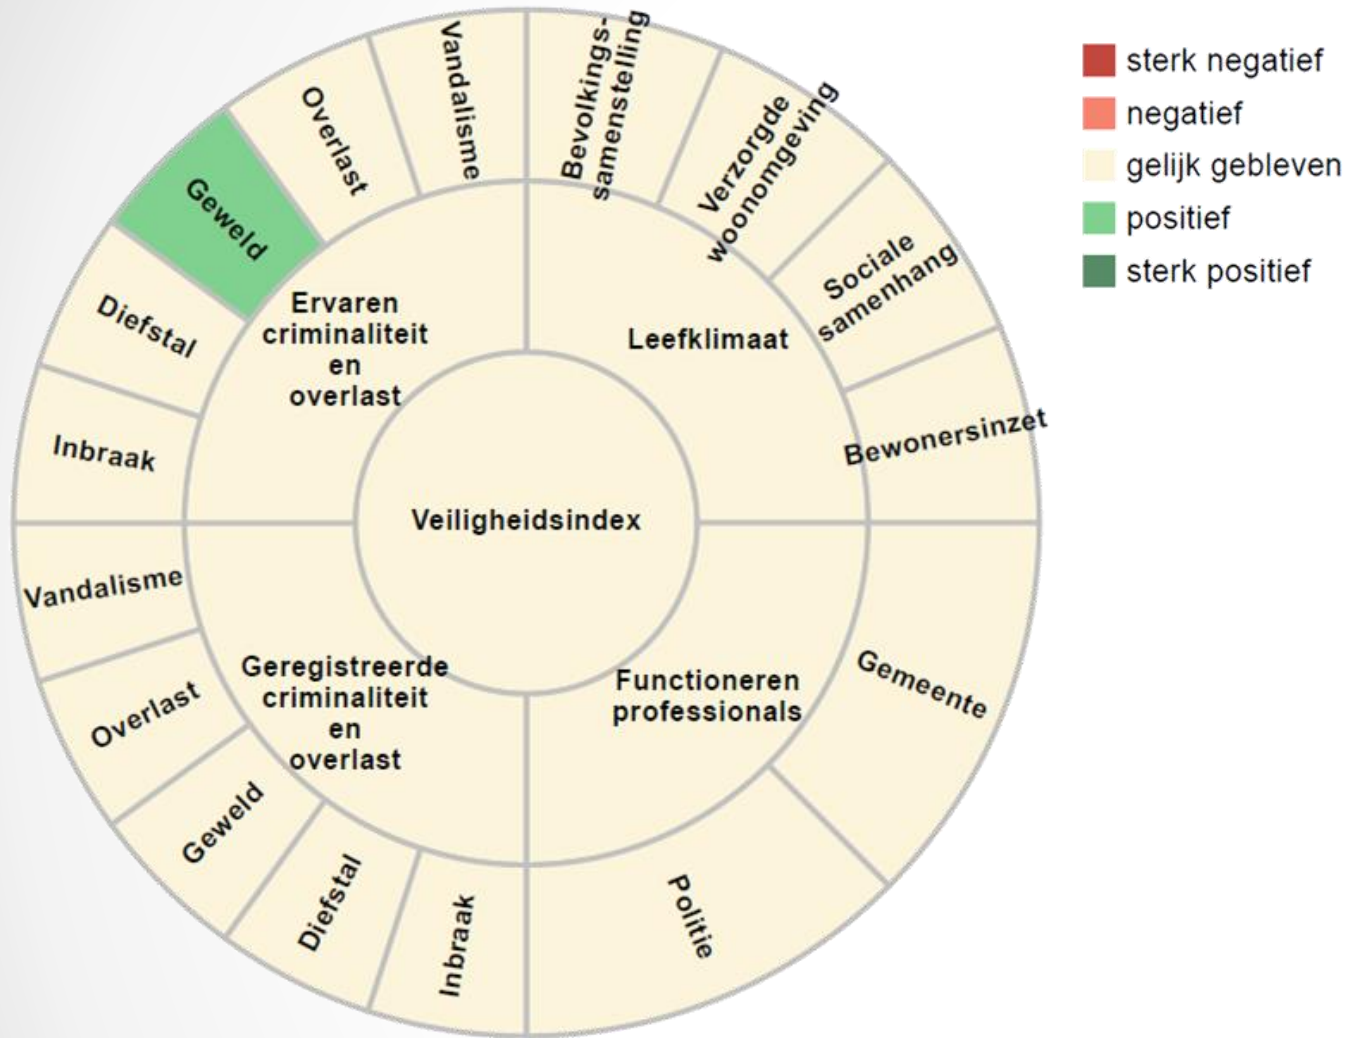 Bevolkings-
samenstelling
Verzorgde
woonomgeving
Sociale
samenhang
Bewonersinzet
Gemeente
Politie
Inbraak
Diefstal
Geweld
Overlast
Vandalisme
Inbraak
Diefstal
Geweld
Overlast
Vandalisme
Ervaren
criminaliteit
en
overlast
Leefklimaat
Veiligheidsindex
Geregistreerde
criminaliteit
en
overlast
Functioneren
professionals
sterk negatief
negatief
gelijk gebleven
positief
sterk positief